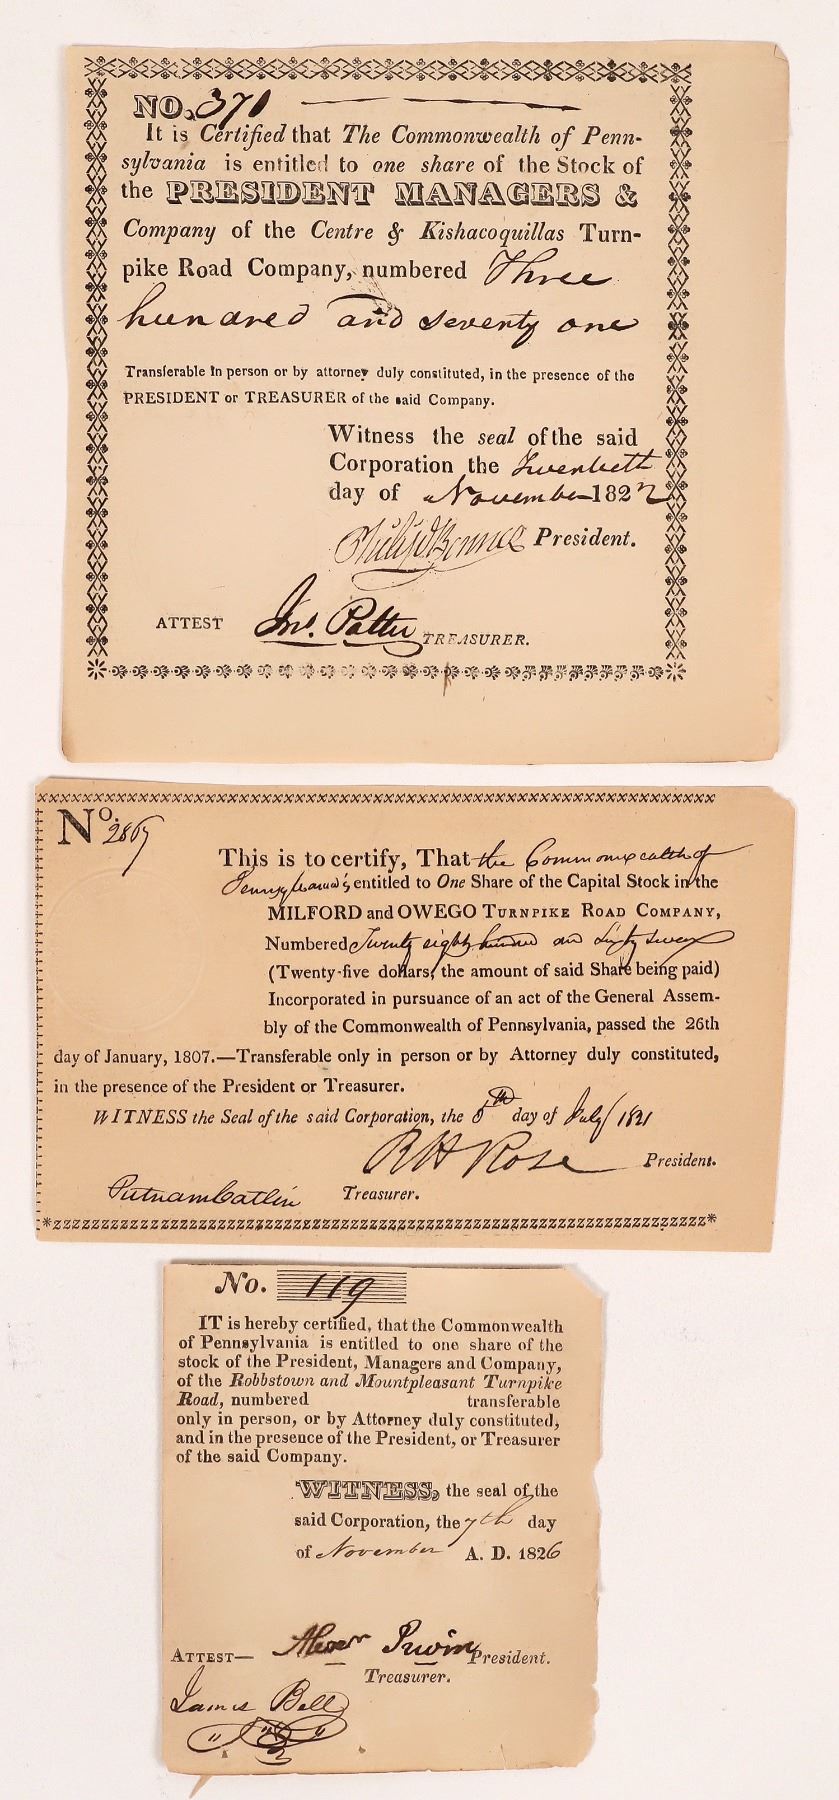 NO. 371
It is Certified that The Commonwealth of Penn-
sylvania is entitled to one share of the Stock of
the PRESIDENT MANAGERS &
Company of the Centre & Kishacoquillas Turn-
pike Road Company, numbered Three
hundred and seventy one
Transferable in person or by attorney duly constituted, in the presence of the
PRESIDENT or TREASURER of the said Company.
Witness the seal of the said
Corporation the Twentieth
day of November 1822
Philip Benner President.
ATTEST Jno. Patton TREASURER.
No. 2867
This is to certify, That the Commonwealth of
Pennsylvania is entitled to One Share of the Capital Stock in the
MILFORD and OWEGO TURNPIKE ROAD COMPANY,
Numbered Twenty eight hundred and Sixty seven
(Twenty-five dollars, the amount of said Share being paid)
Incorporated in pursuance of an act of the General Assem-
bly of the Commonwealth of Pennsylvania, passed the 26th
day of January, 1807.—Transferable only in person or by Attorney duly constituted,
in the presence of the President or Treasurer.
WITNESS the Seal of the said Corporation, the day of July 1821
R H Rose President.
Putnam Catlin Treasurer.
No. 119
IT is hereby certified, that the Commonwealth
of Pennsylvania is entitled to one share of the
stock of the President, Managers and Company,
of the Robbstown and Mountpleasant Turnpike
Road, numbered transferable
only in person, or by Attorney duly constituted,
and in the presence of the President, or Treasurer
of the said Company.
WITNESS, the seal of the
said Corporation, the 7th day
of November A. D. 1826
ATTEST— Irwin President.
Treasurer.
James Bell